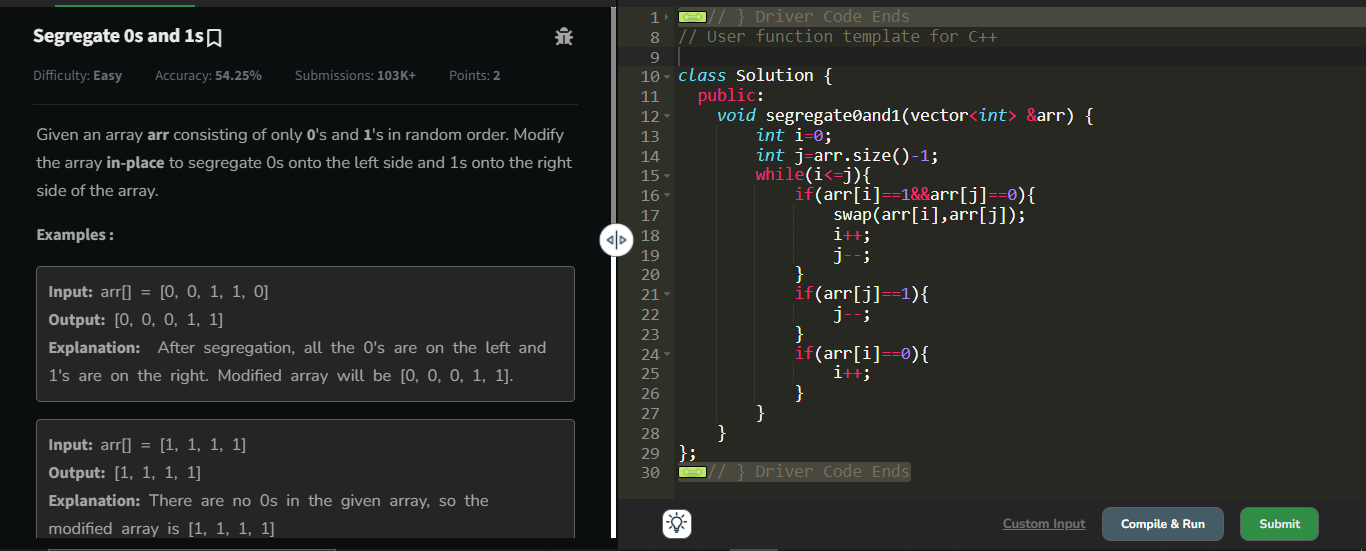 Segregate 0s and 1s
Difficulty: Easy Accuracy: 54.25% Submissions: 103K+ Points: 2
Given an array arr consisting of only 0's and 1's in random order. Modify
the array in-place to segregate 0s onto the left side and 1s onto the right
side of the array.
Examples :
Input: arr[] = [0, 0, 1, 1, 0]
Output: [0, 0, 0, 1, 1]
Explanation: After segregation, all the 0's are on the left and
1's are on the right. Modified array will be [0, 0, 0, 1, 1].
Input: arr[] = [1, 1, 1, 1]
Output: [1, 1, 1, 1]
Explanation: There are no 0s in the given array, so the
modified array is [1, 1, 1, 1]
1 // } Driver Code Ends
8 // User function template for C++
9
10 class Solution {
11 public:
12 void segregate0and1(vector<int> &arr) {
13 int i=0;
14 int j=arr.size()-1;
15 while(i<=j){
16 if(arr[i]==1&&arr[j]==0){
17 swap(arr[i],arr[j]);
18 i++;
19 j--;
20 }
21 if(arr[j]==1){
22 j--;
23 }
24 if(arr[i]==0){
25 i++;
26 }
27 }
28 }
29 };
30 // } Driver Code Ends
Custom Input Compile & Run Submit